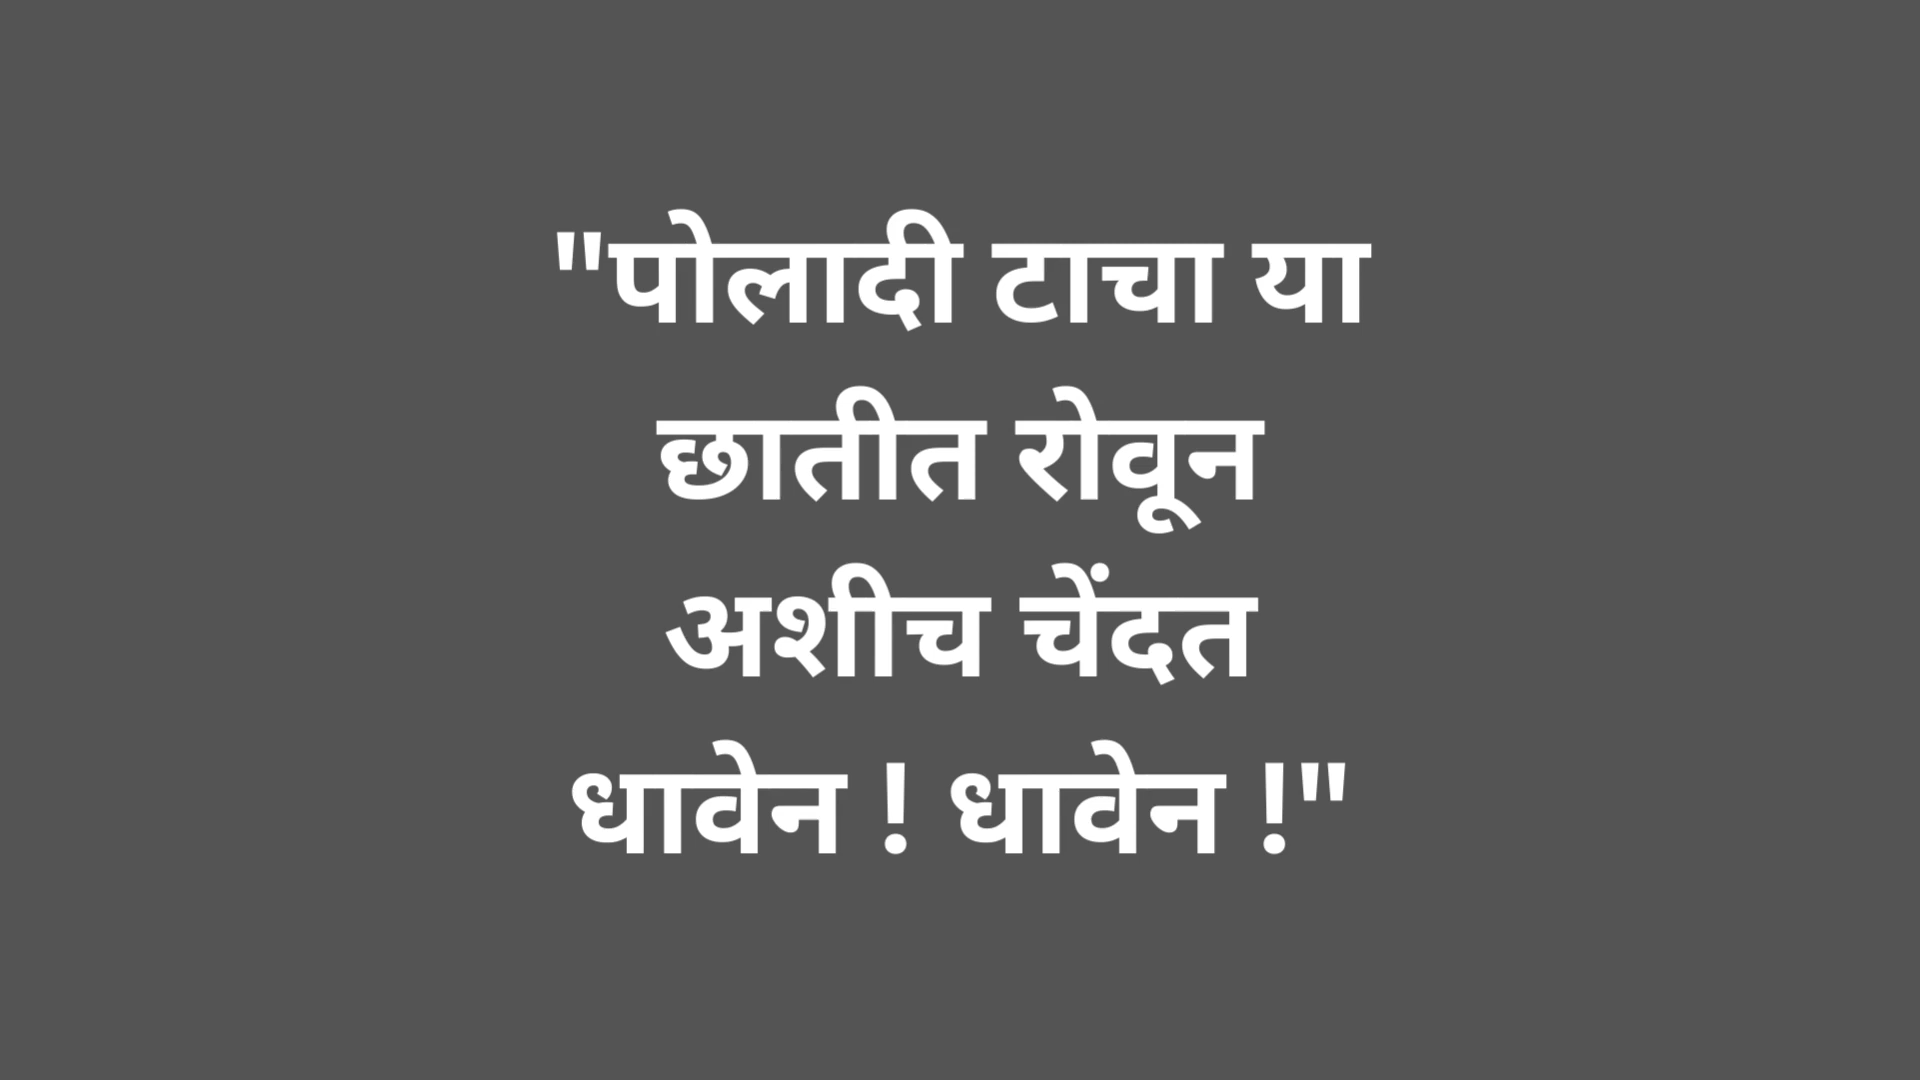 "पोलादी टाचा या
छातीत रोवून
अशीच चेंदत
धावेन ! धावेन !"